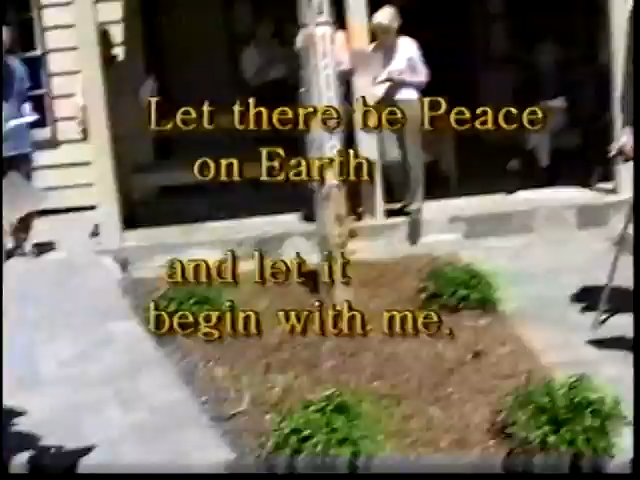 Let there be Peace
on Earth
and let it
begin with me.